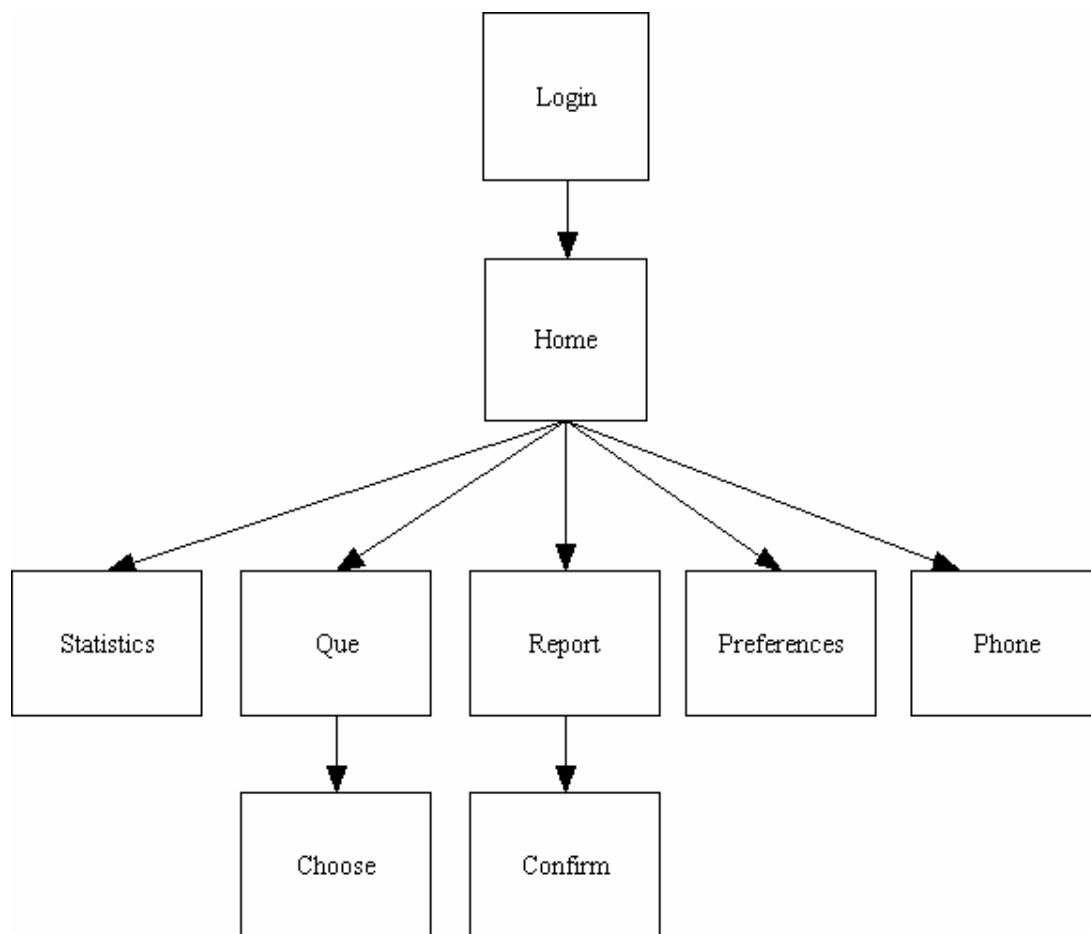 Login
Home
Statistics
Que
Report
Preferences
Phone
Choose
Confirm